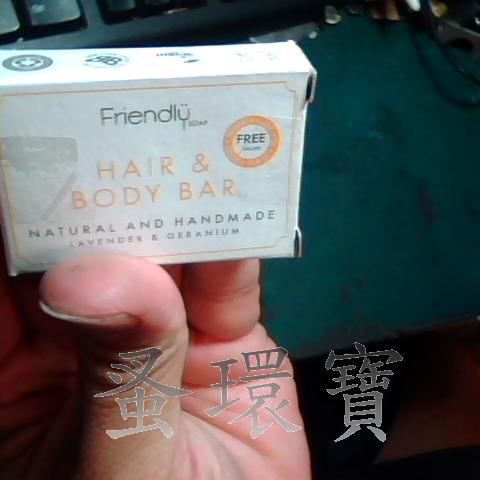 Friendly
SOAP
FREE
HAIR &
BODY BAR
NATURAL AND HANDMADE
LAVENDER & GERANIUM
蚤環寶